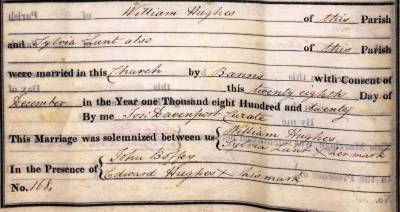 William Hughes of this Parish
and Sylvia Lunt also of this Parish
were married in this Church by Banns with Consent of
this twenty eighth Day of
December in the Year one Thousand eight Hundred and twenty
By me Jos: Davenport Curate
This Marriage was solemnized between us { William Hughes
Sylvia Lunt × her mark
In the Presence of { John Boffey
Edward Hughes × his mark
No. 168,